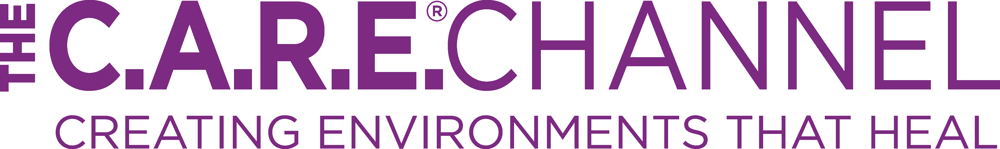 THE C.A.R.E.® CHANNEL
CREATING ENVIRONMENTS THAT HEAL